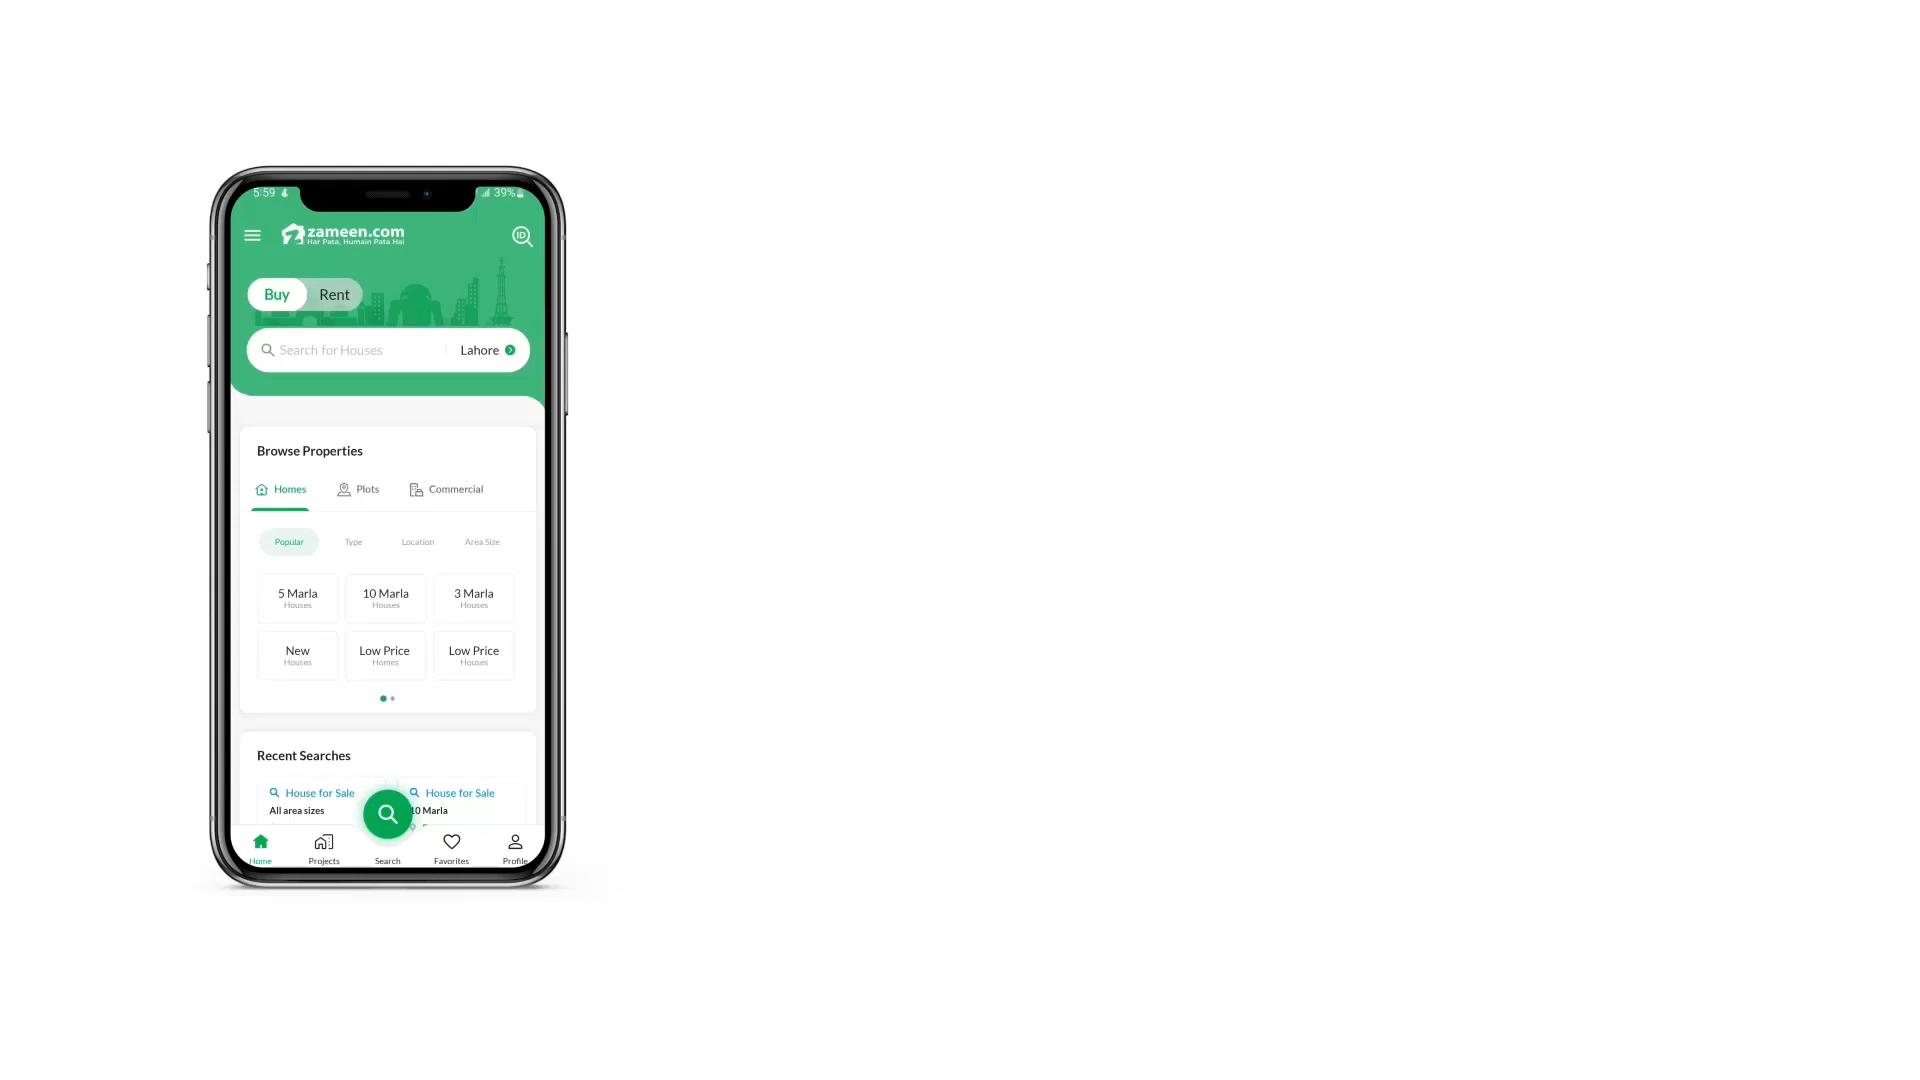 5:59
39%
zameen.com
Har Pata, Humain Pata Hai
ID
Buy Rent
Search for Houses Lahore
Browse Properties
Homes Plots Commercial
Popular Type Location Area Size
5 Marla 10 Marla 3 Marla
Houses Houses Houses
New Low Price Low Price
Houses Homes Houses
Recent Searches
House for Sale House for Sale
All area sizes 10 Marla
Home Projects Search Favorites Profile